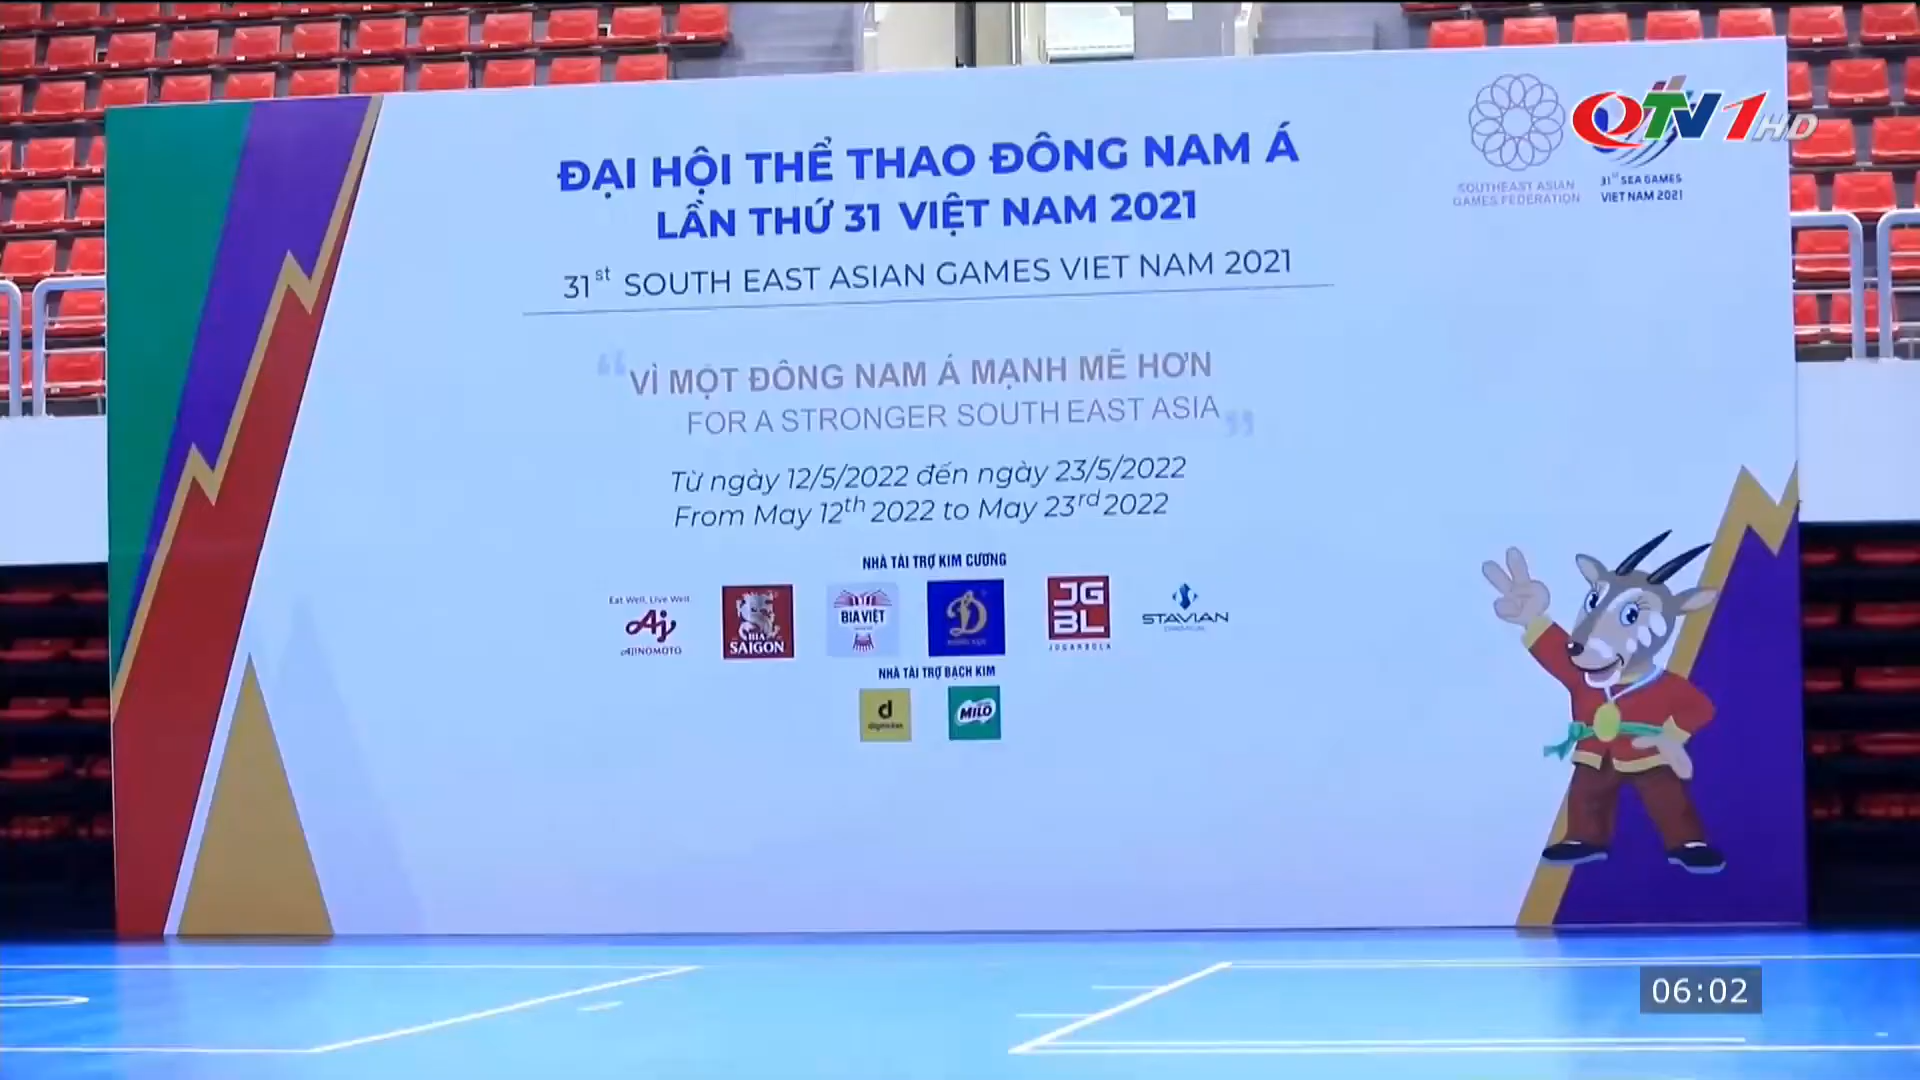 QTV1HD
SOUTHEAST ASIAN
GAMES FEDERATION
31st SEA GAMES
VIET NAM 2021
ĐẠI HỘI THỂ THAO ĐÔNG NAM Á
LẦN THỨ 31 VIỆT NAM 2021
31st SOUTH EAST ASIAN GAMES VIET NAM 2021
“VÌ MỘT ĐÔNG NAM Á MẠNH MẼ HƠN
FOR A STRONGER SOUTH EAST ASIA”
Từ ngày 12/5/2022 đến ngày 23/5/2022
From May 12th 2022 to May 23rd 2022
NHÀ TÀI TRỢ KIM CƯƠNG
Eat Well, Live Well.
Aj
AJINOMOTO
BIA
SAIGON
BIA VIỆT
Đ
JG
BL
JOGARBOLA
STAVIAN
NHÀ TÀI TRỢ BẠCH KIM
d
MILO
06:02